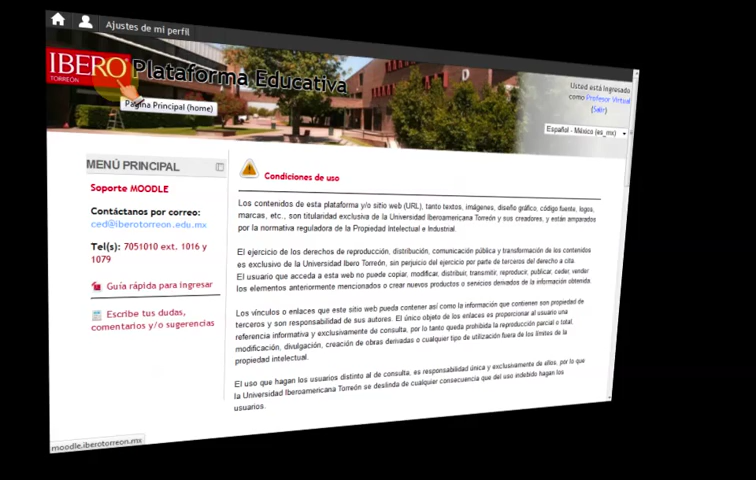 Ajustes de mi perfil
IBERO
TORREÓN
Plataforma Educativa
Página Principal (home)
Usted está Ingresado
como Profesor Virtual
(Salir)
Español - México (es_mx)
MENÚ PRINCIPAL
Soporte MOODLE
Contáctanos por correo:
ced@iberotorreon.edu.mx
Tel(s): 7051010 ext. 1016 y
1079
Guía rápida para ingresar
Escribe tus dudas,
comentarios y/o sugerencias
Condiciones de uso
Los contenidos de esta plataforma y/o sitio web (URL), tanto textos, imágenes, diseño gráfico, código fuente, logos,
marcas, etc., son titularidad exclusiva de la Universidad Iberoamericana Torreón y sus creadores, y están amparados
por la normativa reguladora de la Propiedad Intelectual e Industrial.
El ejercicio de los derechos de reproducción, distribución, comunicación pública y transformación de los contenidos
es exclusivo de la Universidad Ibero Torreón, sin perjuicio del ejercicio por parte de terceros del derecho a cita.
El usuario que acceda a esta web no puede copiar, modificar, distribuir, transmitir, reproducir, publicar, ceder, vender
los elementos anteriormente mencionados o crear nuevos productos o servicios derivados de la información obtenida.
Los vínculos o enlaces que este sitio web pueda contener así como la información que contienen son propiedad de
terceros y son responsabilidad de sus autores. El único objeto de los enlaces es proporcionar al usuario una
referencia informativa y exclusivamente de consulta, por lo tanto queda prohibida la reproducción parcial o total,
modificación, divulgación, creación de obras derivadas o cualquier tipo de utilización fuera de los límites de la
propiedad intelectual.
El uso que hagan los usuarios distinto al de consulta, es responsabilidad única y exclusivamente de ellos, por lo que
la Universidad Iberoamericana Torreón se deslinda de cualquier consecuencia que del uso indebido hagan los
usuarios.
moodle.iberotorreon.mx